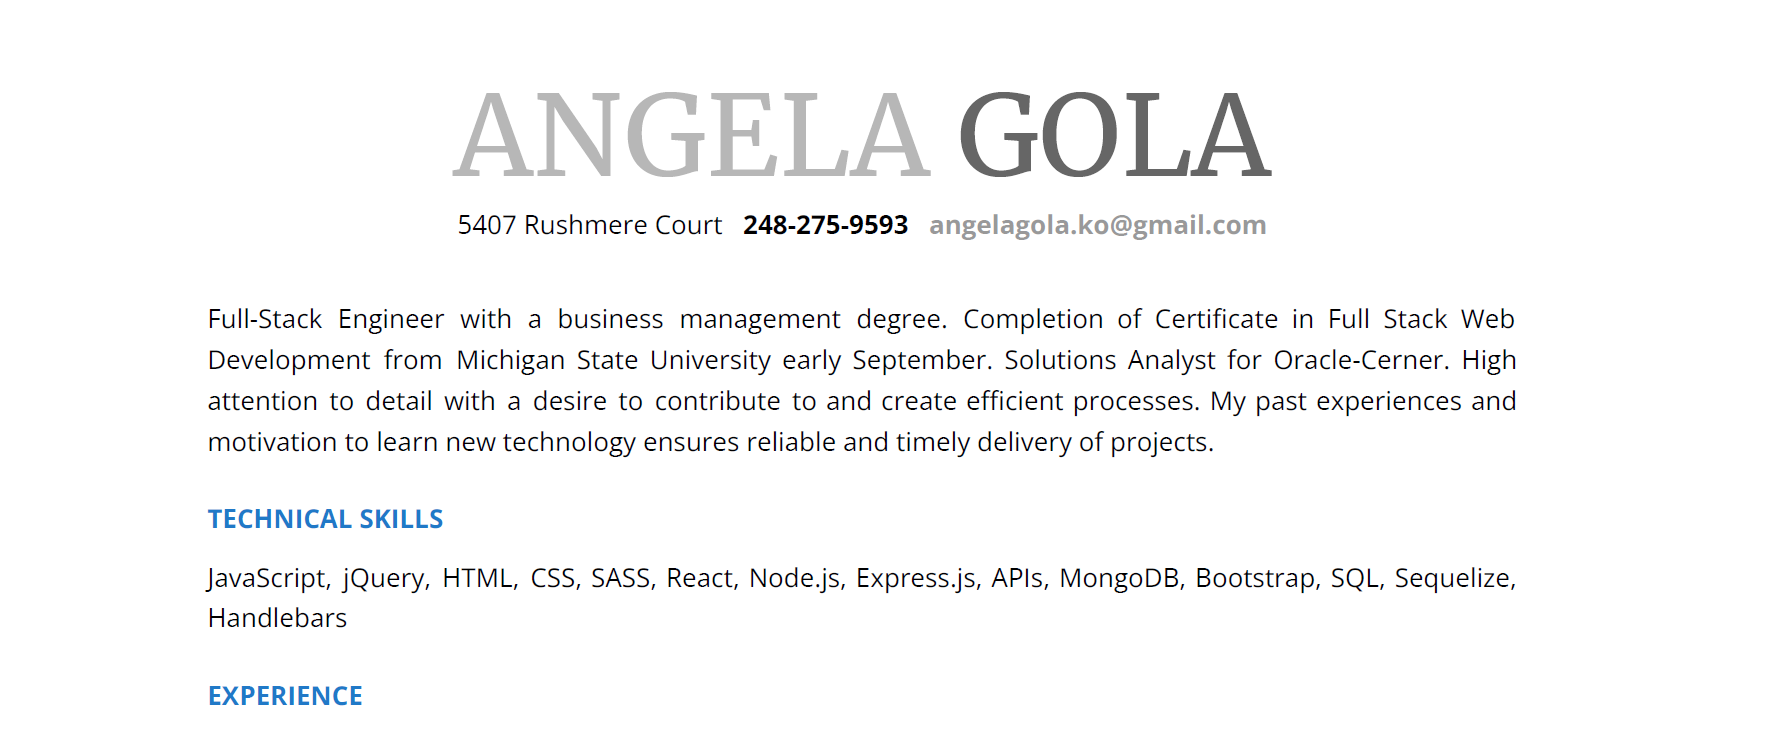 ANGELA GOLA
5407 Rushmere Court 248-275-9593 angelagola.ko@gmail.com
Full-Stack Engineer with a business management degree. Completion of Certificate in Full Stack Web
Development from Michigan State University early September. Solutions Analyst for Oracle-Cerner. High
attention to detail with a desire to contribute to and create efficient processes. My past experiences and
motivation to learn new technology ensures reliable and timely delivery of projects.
TECHNICAL SKILLS
JavaScript, jQuery, HTML, CSS, SASS, React, Node.js, Express.js, APIs, MongoDB, Bootstrap, SQL, Sequelize,
Handlebars
EXPERIENCE